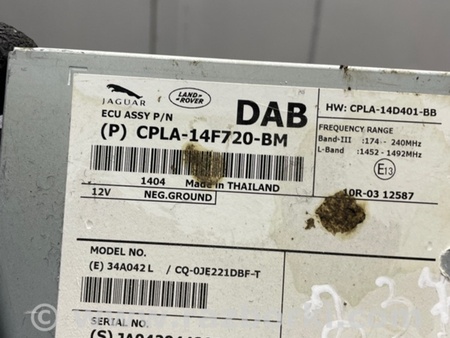 JAGUAR
LAND ROVER
DAB
HW: CPLA-14D401-BB
ECU ASSY P/N
(P) CPLA-14F720-BM
FREQUENCY RANGE
Band-III :174 - 240MHz
L-Band :1452 - 1492MHz
E13
10R-03 12587
1404 Made in THAILAND
12V NEG.GROUND
MODEL NO.
(E) 34A042 L / CQ-0JE221DBF-T